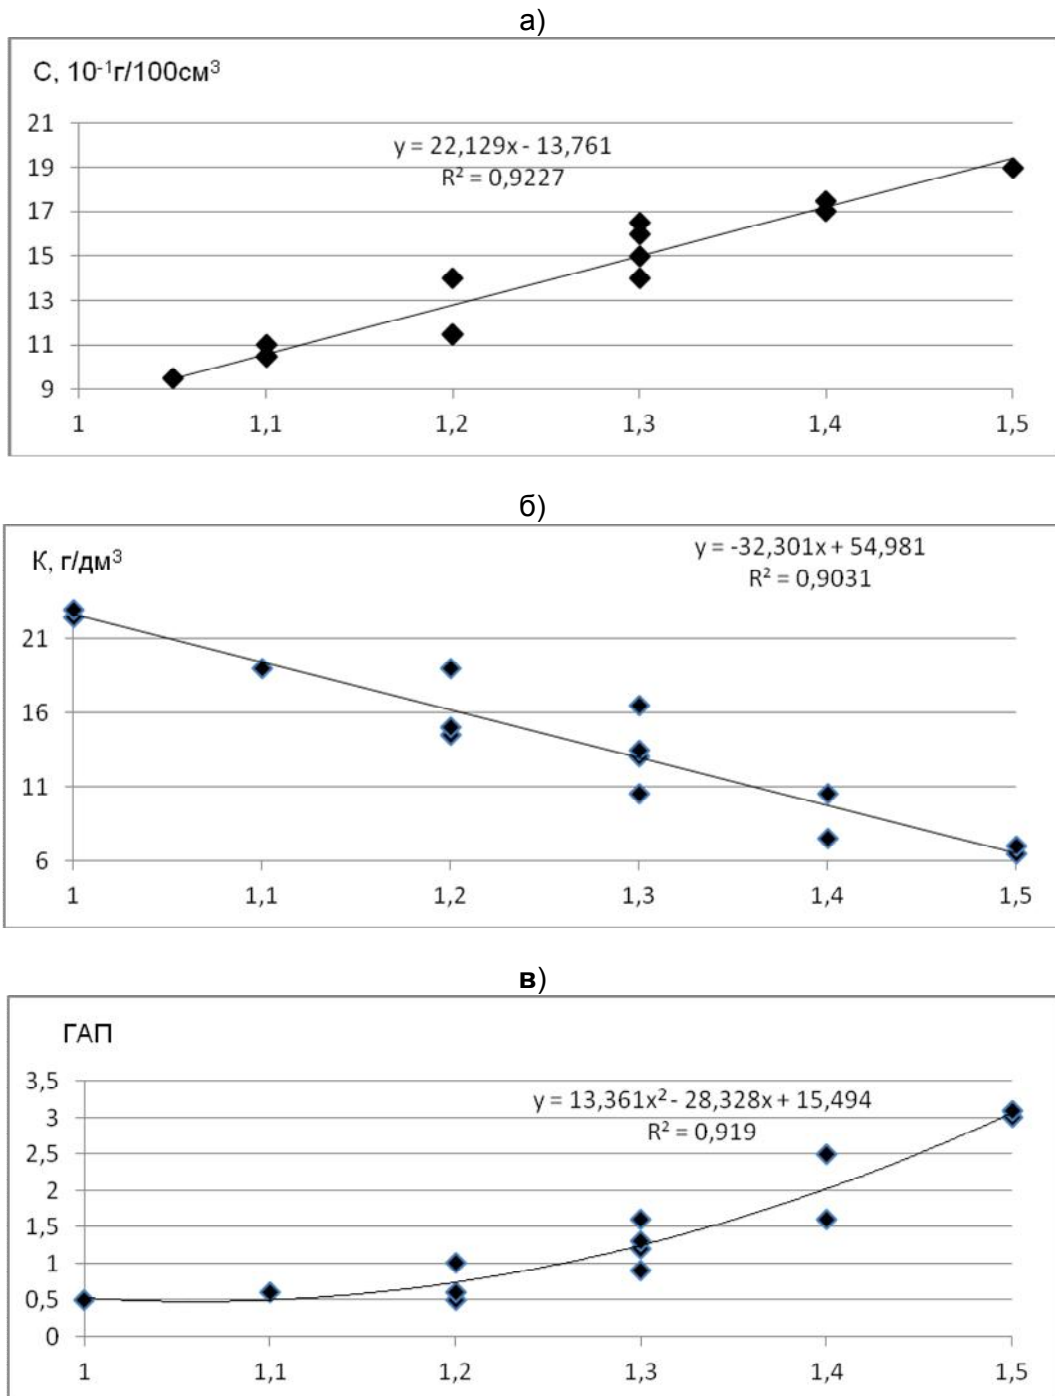 а)
С, 10⁻¹г/100см³
21
y = 22,129x - 13,761
19
R² = 0,9227
17
15
13
11
9
1 1,1 1,2 1,3 1,4 1,5
б)
К, г/дм³
y = -32,301x + 54,981
R² = 0,9031
21
16
11
6
1 1,1 1,2 1,3 1,4 1,5
в)
ГАП
3,5
y = 13,361x² - 28,328x + 15,494
3
R² = 0,919
2,5
2
1,5
1
0,5
0
1 1,1 1,2 1,3 1,4 1,5